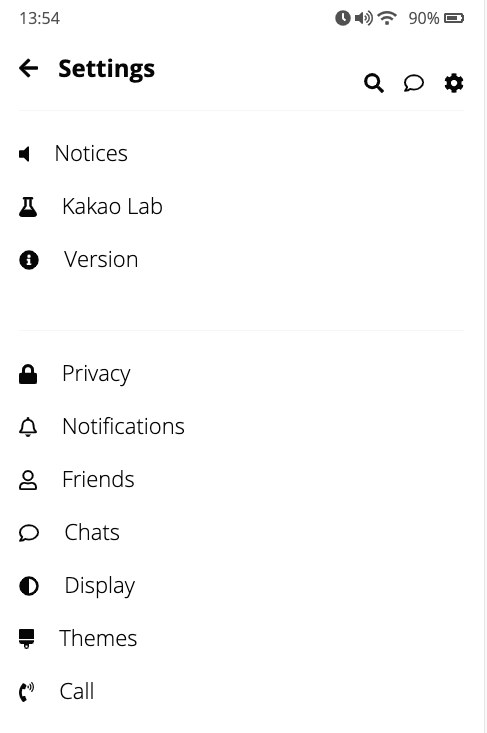 13:54
90%
Settings
Notices
Kakao Lab
Version
Privacy
Notifications
Friends
Chats
Display
Themes
Call